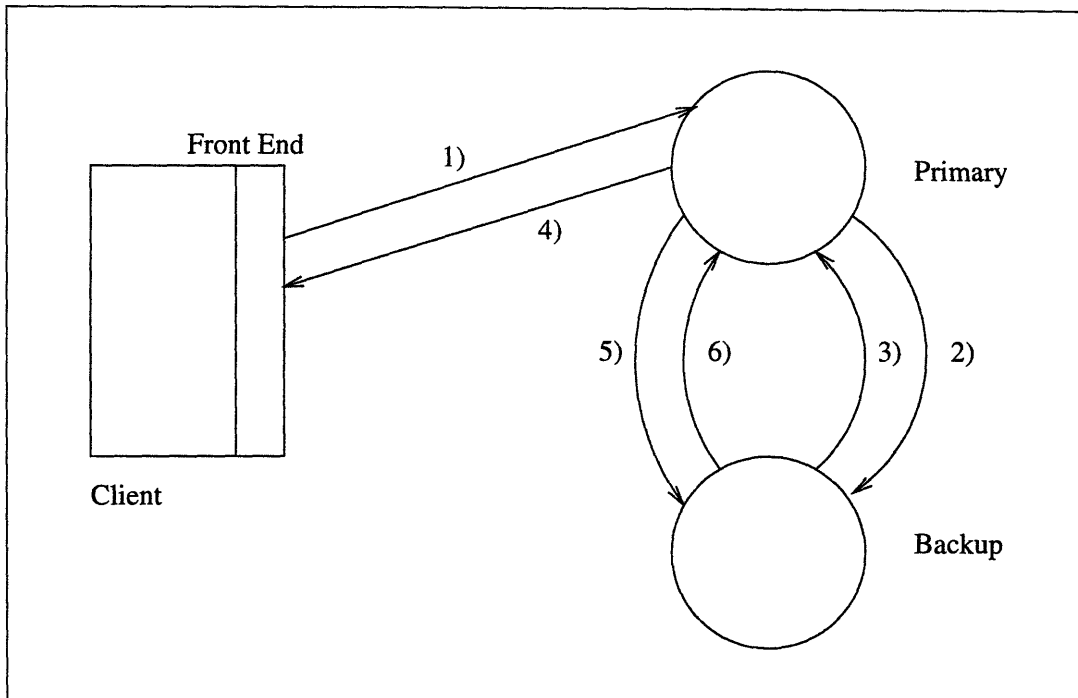 Front End
1)
Primary
4)
5)
6)
3)
2)
Client
Backup